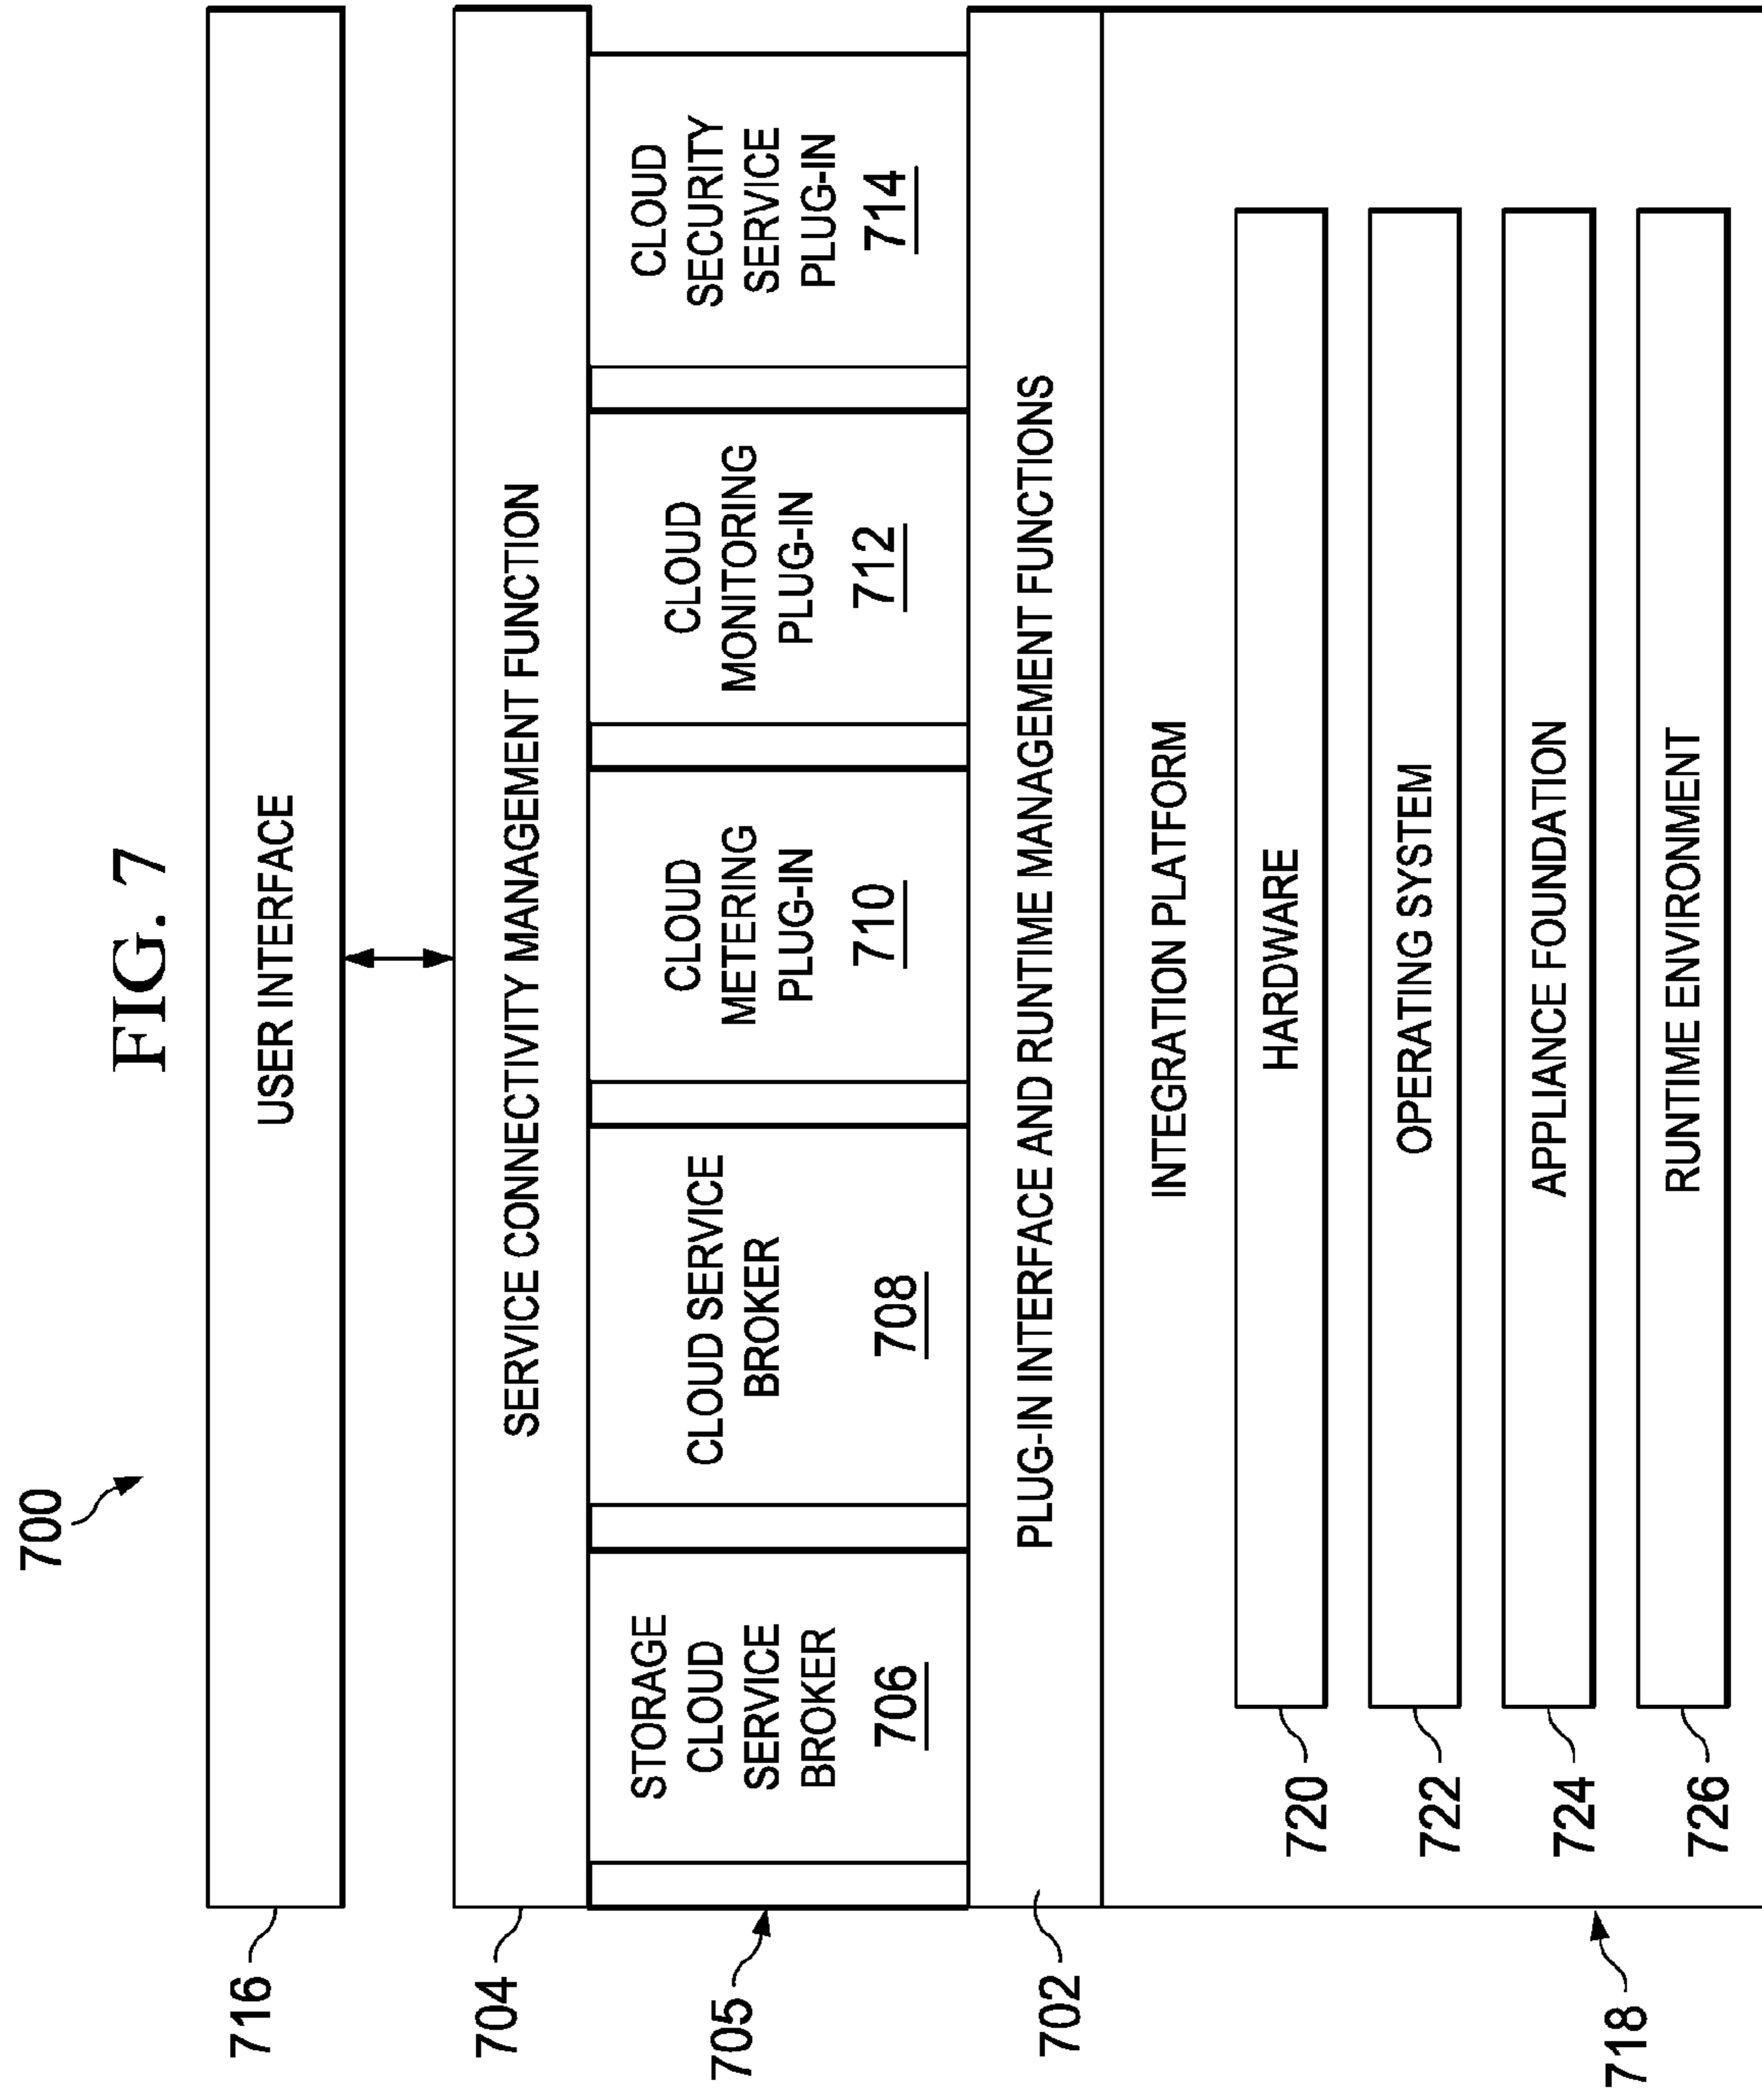 FIG. 7
700
716
USER INTERFACE
704
SERVICE CONNECTIVITY MANAGEMENT FUNCTION
705
STORAGE
CLOUD
SERVICE
BROKER
706
CLOUD SERVICE
BROKER
708
CLOUD
METERING
PLUG-IN
710
CLOUD
MONITORING
PLUG-IN
712
CLOUD
SECURITY
SERVICE
PLUG-IN
714
702
PLUG-IN INTERFACE AND RUNTIME MANAGEMENT FUNCTIONS
INTEGRATION PLATFORM
720
HARDWARE
722
OPERATING SYSTEM
724
APPLIANCE FOUNDATION
726
RUNTIME ENVIRONMENT
718